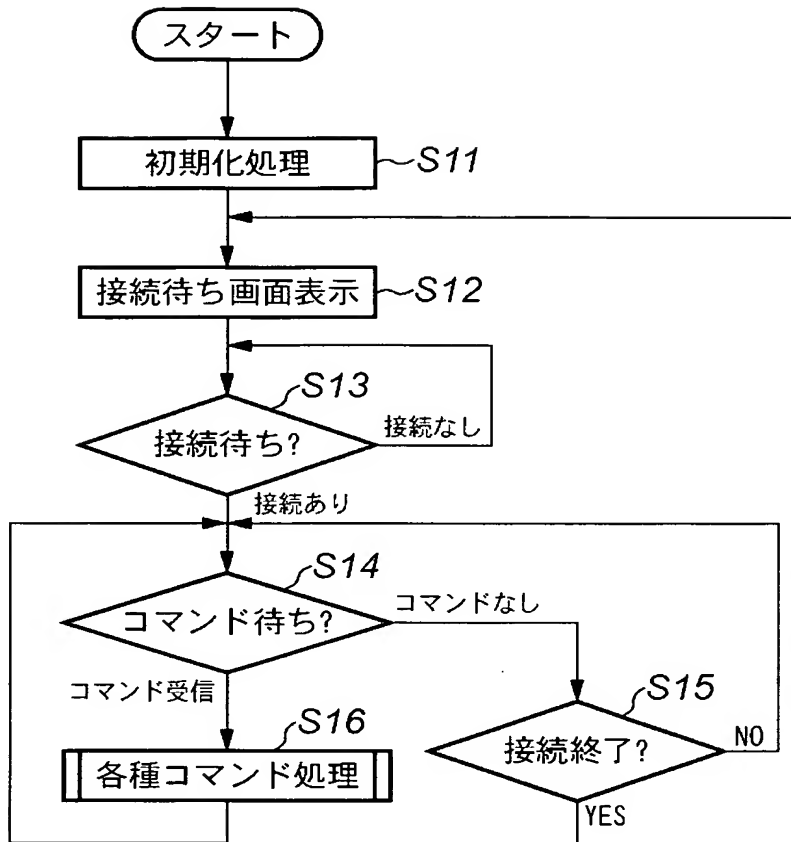 スタート
初期化処理
S11
接続待ち画面表示
S12
S13
接続待ち?
接続なし
接続あり
S14
コマンド待ち?
コマンドなし
コマンド受信
S15
接続終了?
NO
YES
S16
各種コマンド処理